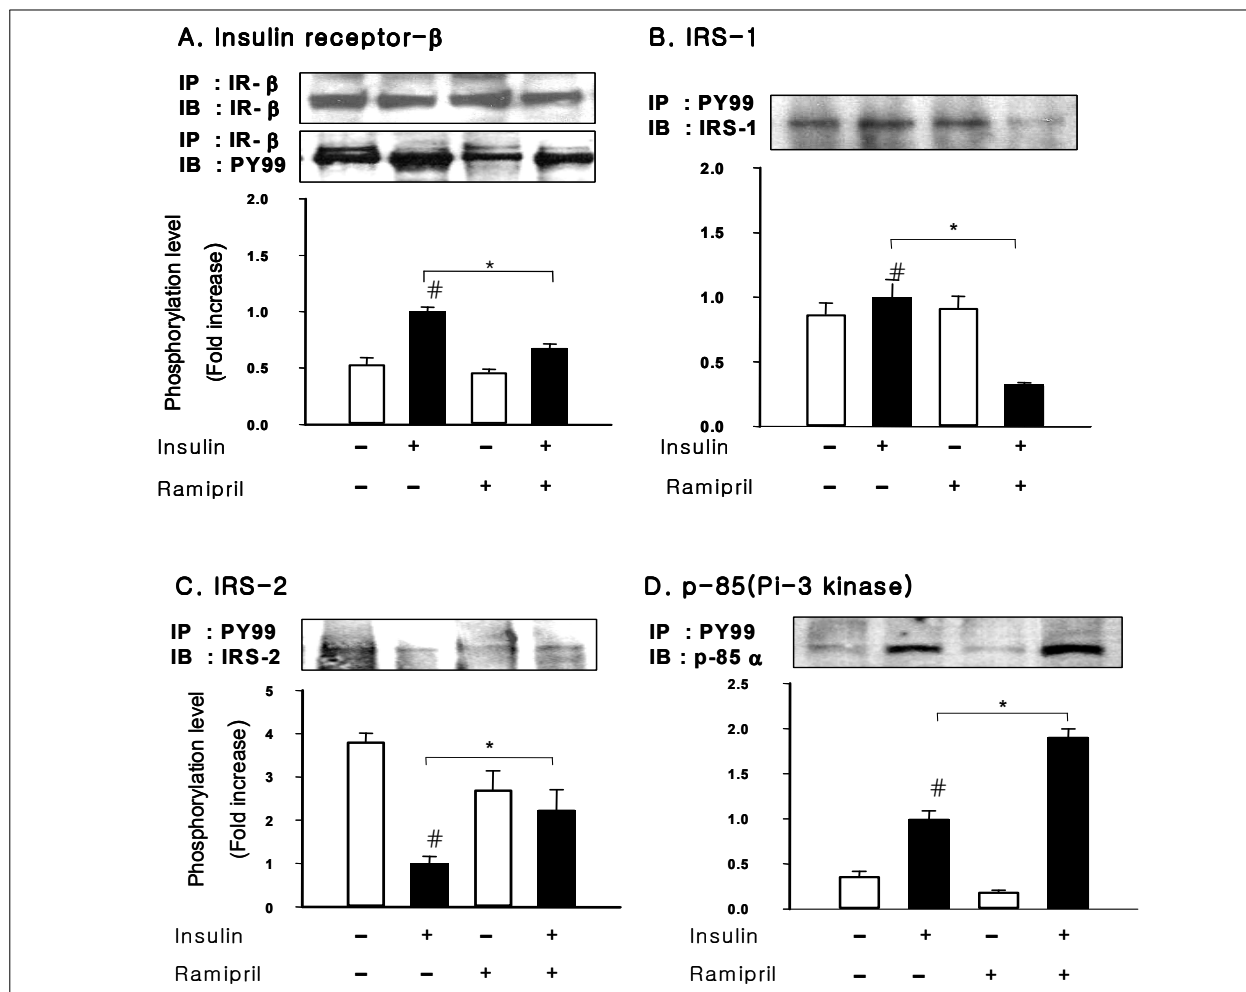 A. Insulin receptor-β
IP : IR- β
IB : IR- β
IP : IR- β
IB : PY99
Phosphorylation level
(Fold increase)
2.0
1.5
1.0
0.5
0.0
#
*
Insulin – + – +
Ramipril – – + +
B. IRS-1
IP : PY99
IB : IRS-1
2.0
1.5
1.0
0.5
0.0
#
*
Insulin – + – +
Ramipril – – + +
C. IRS-2
IP : PY99
IB : IRS-2
Phosphorylation level
(Fold increase)
5
4
3
2
1
0
#
*
Insulin – + – +
Ramipril – – + +
D. p-85(Pi-3 kinase)
IP : PY99
IB : p-85 α
2.5
2.0
1.5
1.0
0.5
0.0
#
*
Insulin – + – +
Ramipril – – + +